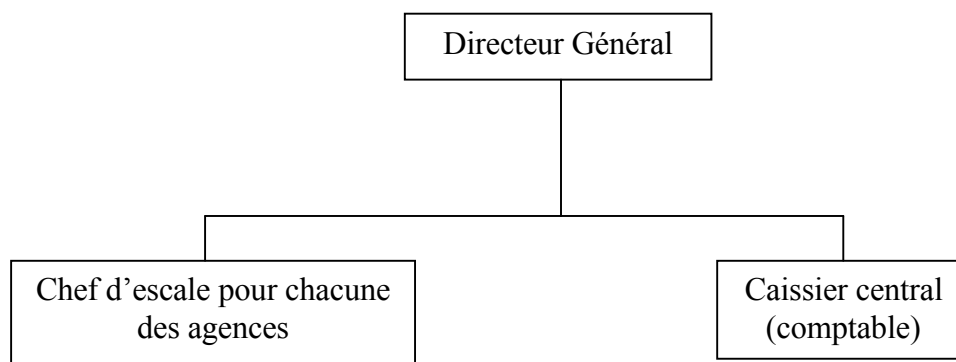 Directeur Général
Chef d’escale pour chacune
des agences
Caissier central
(comptable)